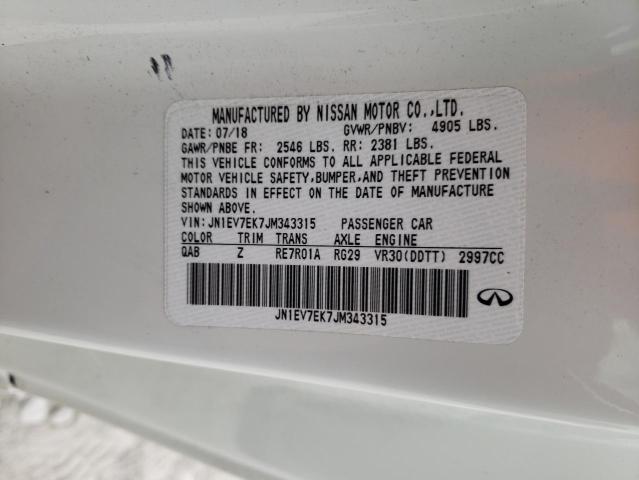 MANUFACTURED BY NISSAN MOTOR CO.,LTD.
DATE: 07/18 GVWR/PNBV: 4905 LBS.
GAWR/PNBE FR: 2546 LBS. RR: 2381 LBS.
THIS VEHICLE CONFORMS TO ALL APPLICABLE FEDERAL
MOTOR VEHICLE SAFETY, BUMPER, AND THEFT PREVENTION
STANDARDS IN EFFECT ON THE DATE OF MANUFACTURE
SHOWN ABOVE.
VIN: JN1EV7EK7JM343315 PASSENGER CAR
COLOR TRIM TRANS AXLE ENGINE
QAB Z RE7R01A RG29 VR30(DDTT) 2997CC
JN1EV7EK7JM343315